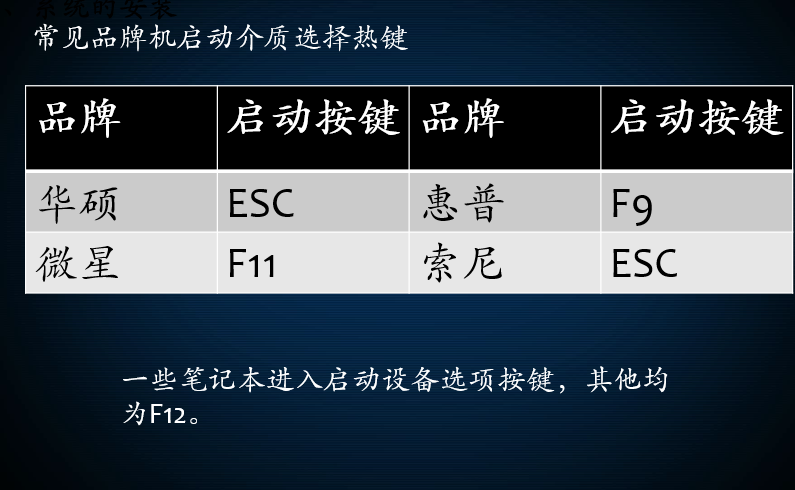 、系统的安装
常见品牌机启动介质选择热键
品牌 启动按键 品牌 启动按键
华硕 ESC 惠普 F9
微星 F11 索尼 ESC
一些笔记本进入启动设备选项按键，其他均
为F12。